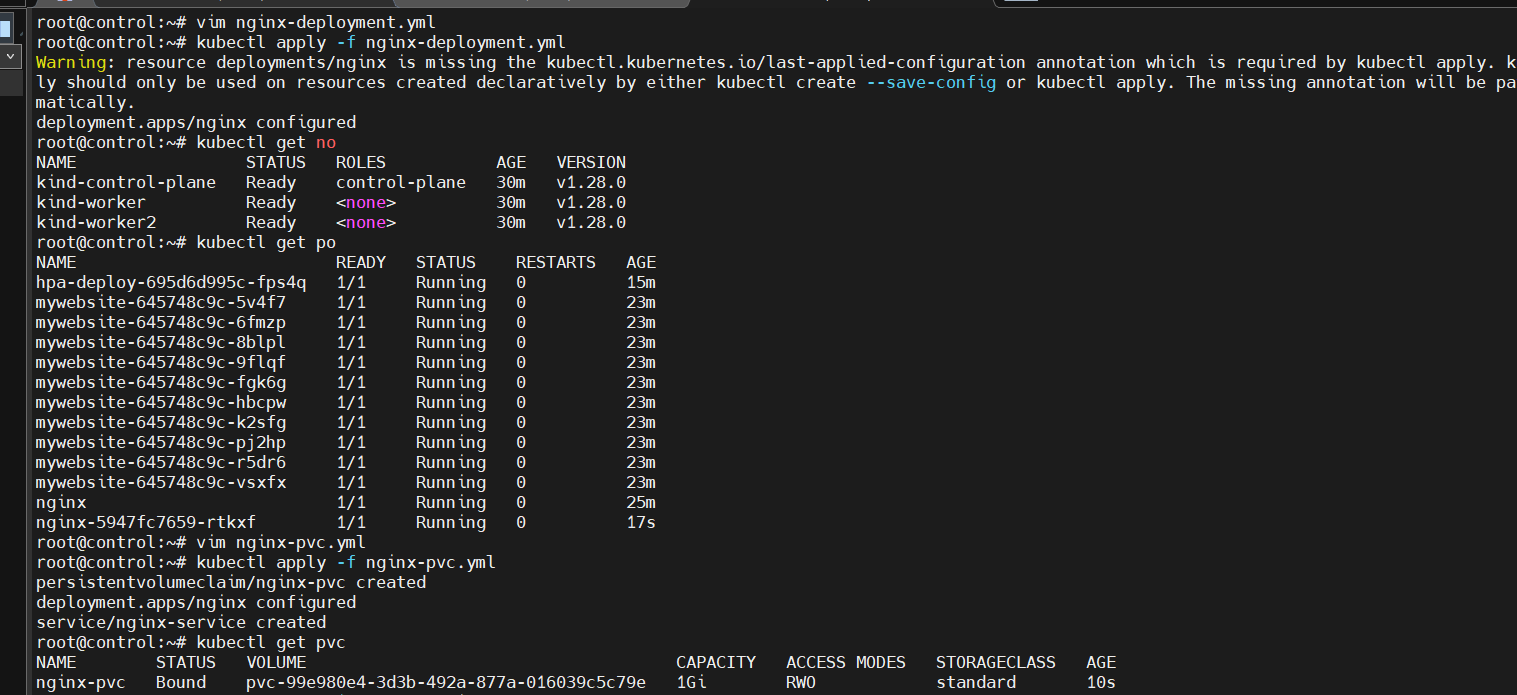 root@control:~# vim nginx-deployment.yml
root@control:~# kubectl apply -f nginx-deployment.yml
Warning: resource deployments/nginx is missing the kubectl.kubernetes.io/last-applied-configuration annotation which is required by kubectl apply. k
ly should only be used on resources created declaratively by either kubectl create --save-config or kubectl apply. The missing annotation will be pa
matically.
deployment.apps/nginx configured
root@control:~# kubectl get no
NAME STATUS ROLES AGE VERSION
kind-control-plane Ready control-plane 30m v1.28.0
kind-worker Ready <none> 30m v1.28.0
kind-worker2 Ready <none> 30m v1.28.0
root@control:~# kubectl get po
NAME READY STATUS RESTARTS AGE
hpa-deploy-695d6d995c-fps4q 1/1 Running 0 15m
mywebsite-645748c9c-5v4f7 1/1 Running 0 23m
mywebsite-645748c9c-6fmzp 1/1 Running 0 23m
mywebsite-645748c9c-8blpl 1/1 Running 0 23m
mywebsite-645748c9c-9flqf 1/1 Running 0 23m
mywebsite-645748c9c-fgk6g 1/1 Running 0 23m
mywebsite-645748c9c-hbcpw 1/1 Running 0 23m
mywebsite-645748c9c-k2sfg 1/1 Running 0 23m
mywebsite-645748c9c-pj2hp 1/1 Running 0 23m
mywebsite-645748c9c-r5dr6 1/1 Running 0 23m
mywebsite-645748c9c-vsxfx 1/1 Running 0 23m
nginx 1/1 Running 0 25m
nginx-5947fc7659-rtkxf 1/1 Running 0 17s
root@control:~# vim nginx-pvc.yml
root@control:~# kubectl apply -f nginx-pvc.yml
persistentvolumeclaim/nginx-pvc created
deployment.apps/nginx configured
service/nginx-service created
root@control:~# kubectl get pvc
NAME STATUS VOLUME CAPACITY ACCESS MODES STORAGECLASS AGE
nginx-pvc Bound pvc-99e980e4-3d3b-492a-877a-016039c5c79e 1Gi RWO standard 10s